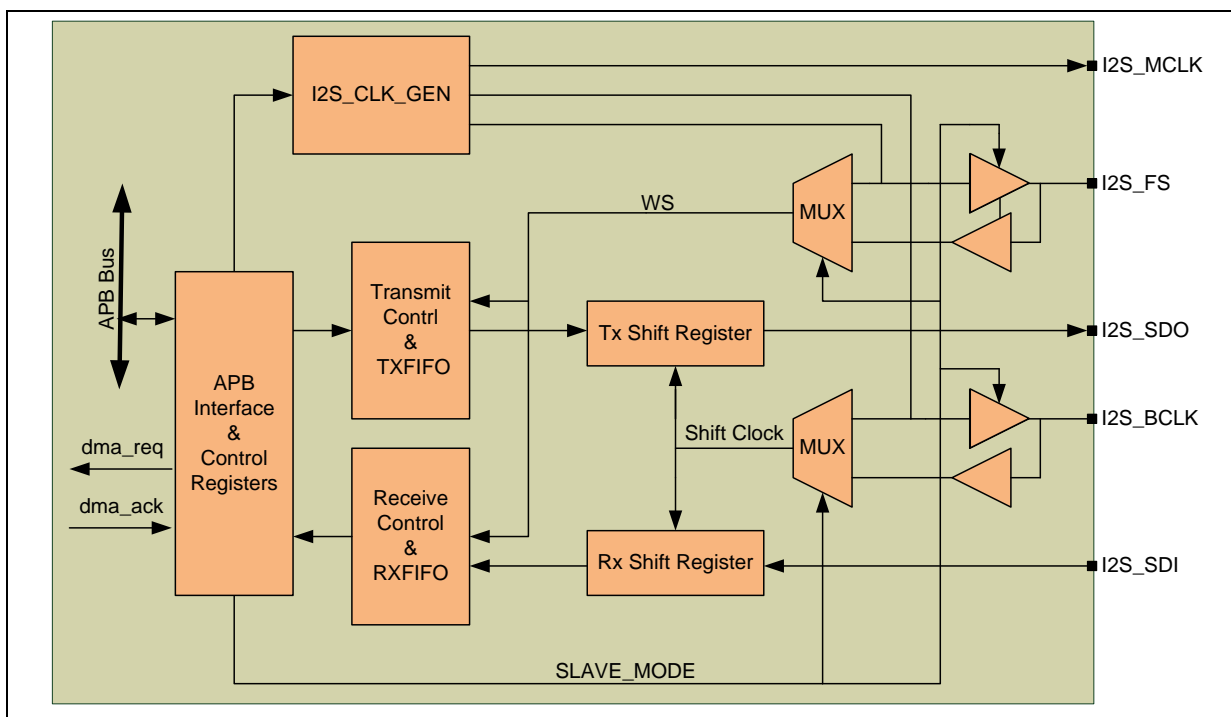 I2S_CLK_GEN
I2S_MCLK
I2S_FS
MUX
WS
APB Bus
Transmit
Contrl
&
TXFIFO
Tx Shift Register
I2S_SDO
APB
Interface
&
Control
Registers
I2S_BCLK
MUX
Shift Clock
dma_req
dma_ack
Receive
Control
&
RXFIFO
Rx Shift Register
I2S_SDI
SLAVE_MODE